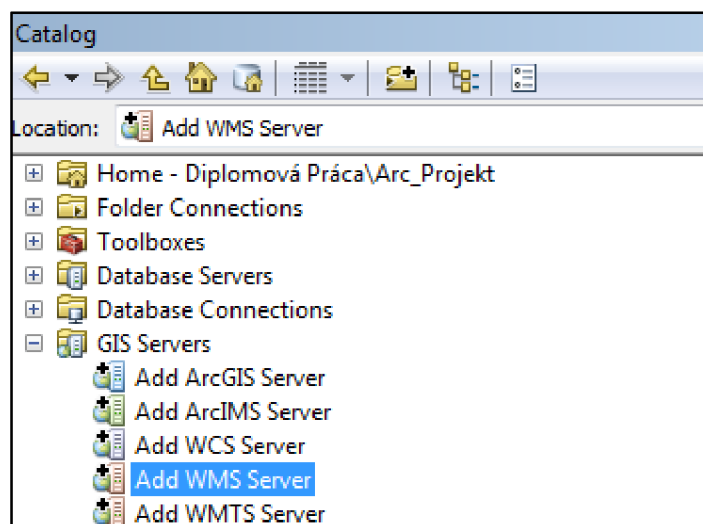 Catalog
Location: Add WMS Server
Home - Diplomová Práca\Arc_Projekt
Folder Connections
Toolboxes
Database Servers
Database Connections
GIS Servers
Add ArcGIS Server
Add ArcIMS Server
Add WCS Server
Add WMS Server
Add WMTS Server